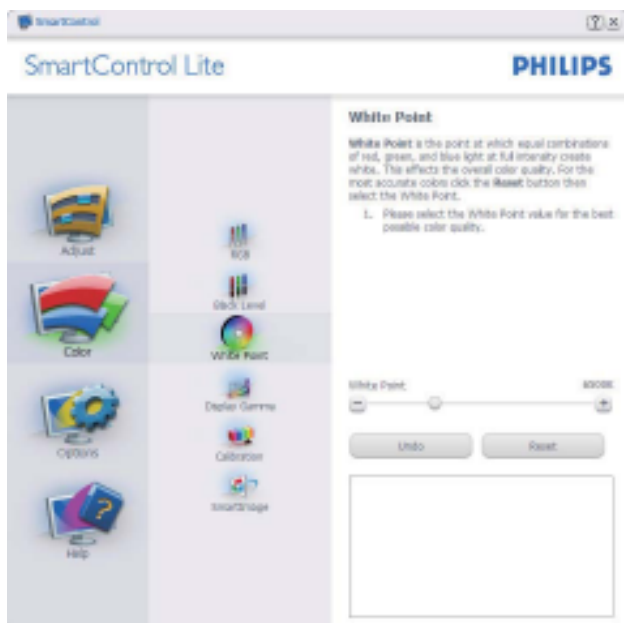 SmartControl
SmartControl Lite
PHILIPS
White Point
White Point is the point at which equal combinations
of red, green, and blue light at full intensity create
white. This effects the overall color quality. For the
most accurate colors click the Reset button then
select the White Point.
1. Please select the White Point value for the best
possible color quality.
Adjust
Color
Options
Help
RGB
Black Level
White Point
Display Gamma
Calibration
SmartImage
White Point
6500K
Undo
Reset